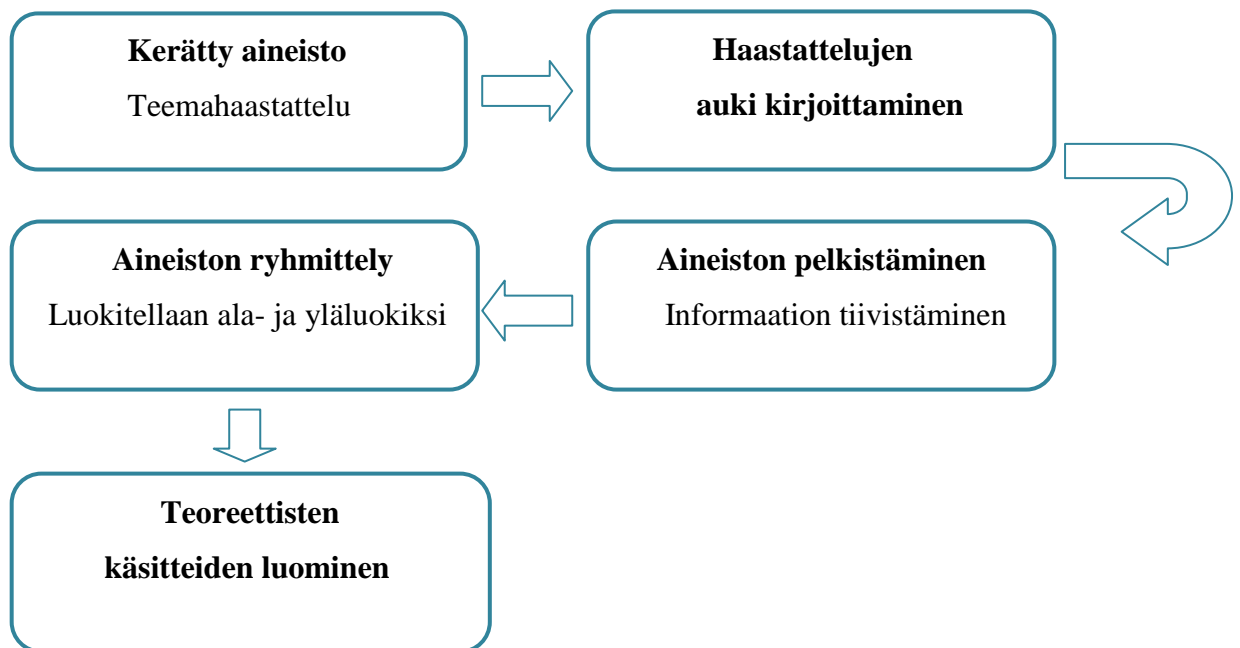 Kerätty aineisto
Teemahaastattelu
Haastattelujen
auki kirjoittaminen
Aineiston pelkistäminen
Informaation tiivistäminen
Aineiston ryhmittely
Luokitellaan ala- ja yläluokiksi
Teoreettisten
käsitteiden luominen